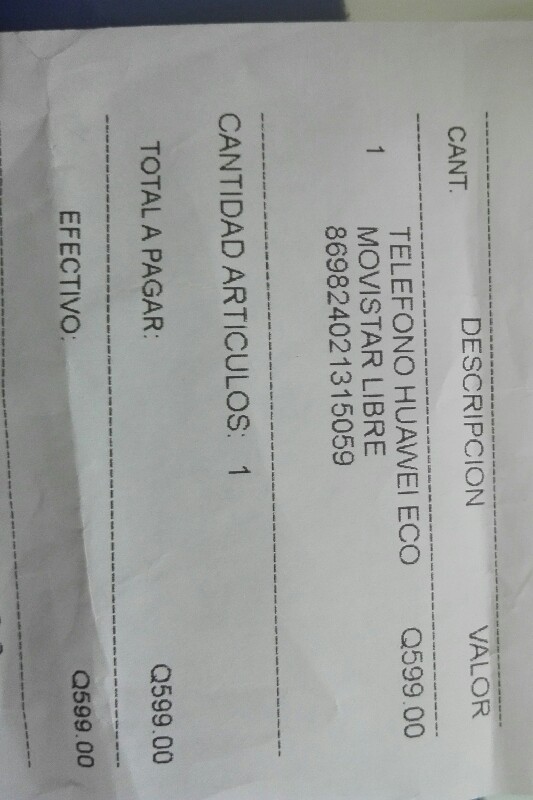 CANT. DESCRIPCION VALOR
1 TELEFONO HUAWEI ECO Q599.00
MOVISTAR LIBRE
869824021315059
CANTIDAD ARTICULOS: 1
TOTAL A PAGAR: Q599.00
EFECTIVO: Q599.00